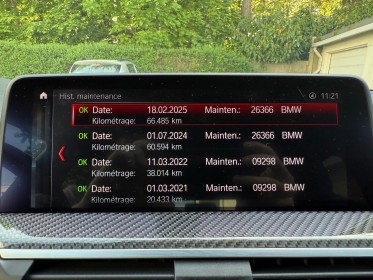 Hist. maintenance
11:21
OK Date: 18.02.2025 Mainten.: 26366 BMW
Kilométrage: 66.485 km
OK Date: 01.07.2024 Mainten.: 26366 BMW
Kilométrage: 60.594 km
OK Date: 11.03.2022 Mainten.: 09298 BMW
Kilométrage: 38.014 km
OK Date: 01.03.2021 Mainten.: 09298 BMW
Kilométrage: 20.433 km